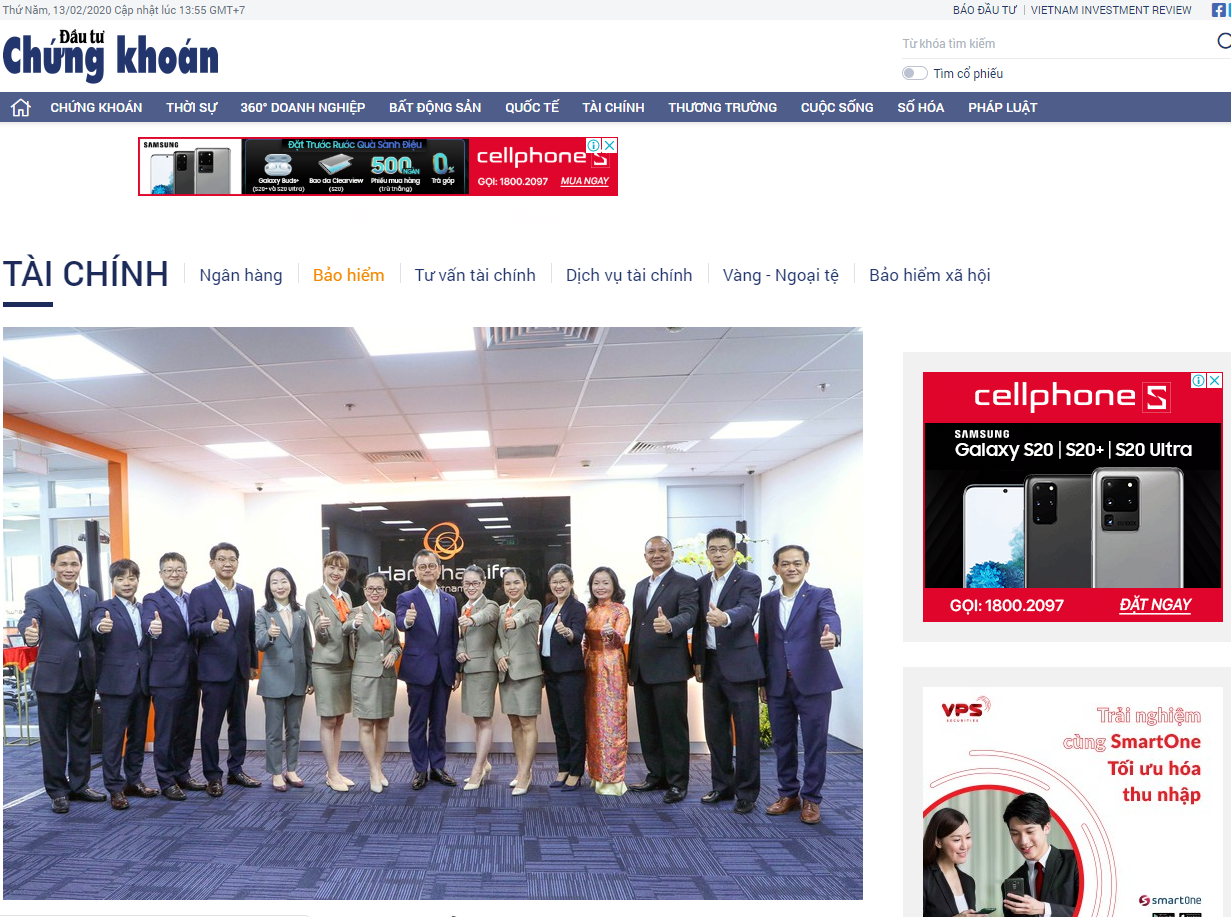 Thứ Năm, 13/02/2020 Cập nhật lúc 13:55 GMT+7
BÁO ĐẦU TƯ | VIETNAM INVESTMENT REVIEW
Đầu tư
Chứng khoán
Từ khóa tìm kiếm
Tìm cổ phiếu
CHỨNG KHOÁN THỜI SỰ 360° DOANH NGHIỆP BẤT ĐỘNG SẢN QUỐC TẾ TÀI CHÍNH THƯƠNG TRƯỜNG CUỘC SỐNG SỐ HÓA PHÁP LUẬT
SAMSUNG
Đặt Trước Rước Quà Sành Điệu
500 NGÀN 0%
Galaxy Buds+ Bao da Clearview Phiếu mua hàng Trả góp
(S20+ và S20 Ultra) (S20) (trừ thẳng)
cellphone S
GỌI: 1800.2097 MUA NGAY
TÀI CHÍNH Ngân hàng Bảo hiểm Tư vấn tài chính Dịch vụ tài chính Vàng - Ngoại tệ Bảo hiểm xã hội
Life
cellphone S
SAMSUNG
Galaxy S20 | S20+ | S20 Ultra
GỌI: 1800.2097 ĐẶT NGAY
VPS
SECURITIES
Trải nghiệm
cùng SmartOne
Tối ưu hóa
thu nhập
smartOne